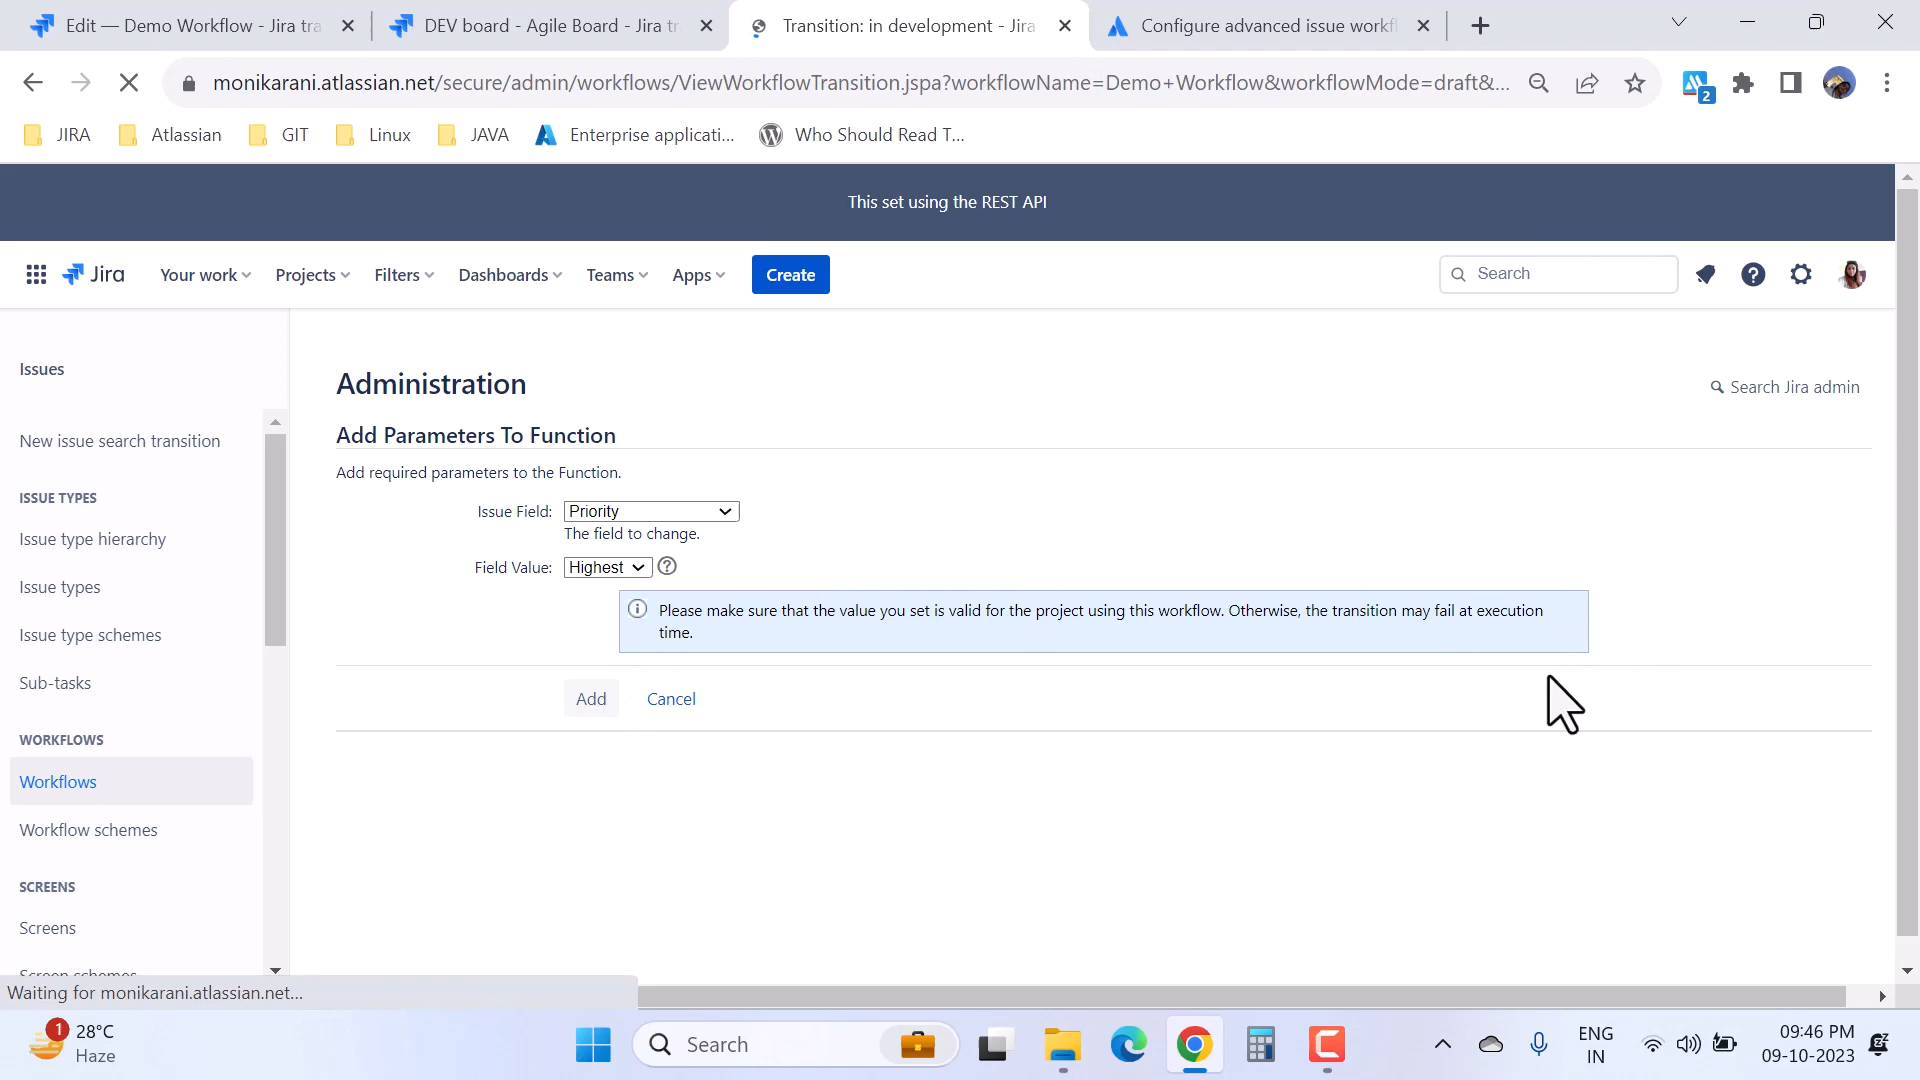 Edit — Demo Workflow - Jira tra
DEV board - Agile Board - Jira tr
Transition: in development - Jira
Configure advanced issue workfl
monikarani.atlassian.net/secure/admin/workflows/ViewWorkflowTransition.jspa?workflowName=Demo+Workflow&workflowMode=draft&...
2
JIRA
Atlassian
GIT
Linux
JAVA
Enterprise applicati...
Who Should Read T...
This set using the REST API
Jira
Your work
Projects
Filters
Dashboards
Teams
Apps
Create
Search
Issues
New issue search transition
ISSUE TYPES
Issue type hierarchy
Issue types
Issue type schemes
Sub-tasks
WORKFLOWS
Workflows
Workflow schemes
SCREENS
Screens
Screen schemes
Administration
Search Jira admin
Add Parameters To Function
Add required parameters to the Function.
Issue Field: Priority
The field to change.
Field Value: Highest
Please make sure that the value you set is valid for the project using this workflow. Otherwise, the transition may fail at execution
time.
Add Cancel
Waiting for monikarani.atlassian.net...
1
28°C
Haze
Search
ENG
IN
09:46 PM
09-10-2023